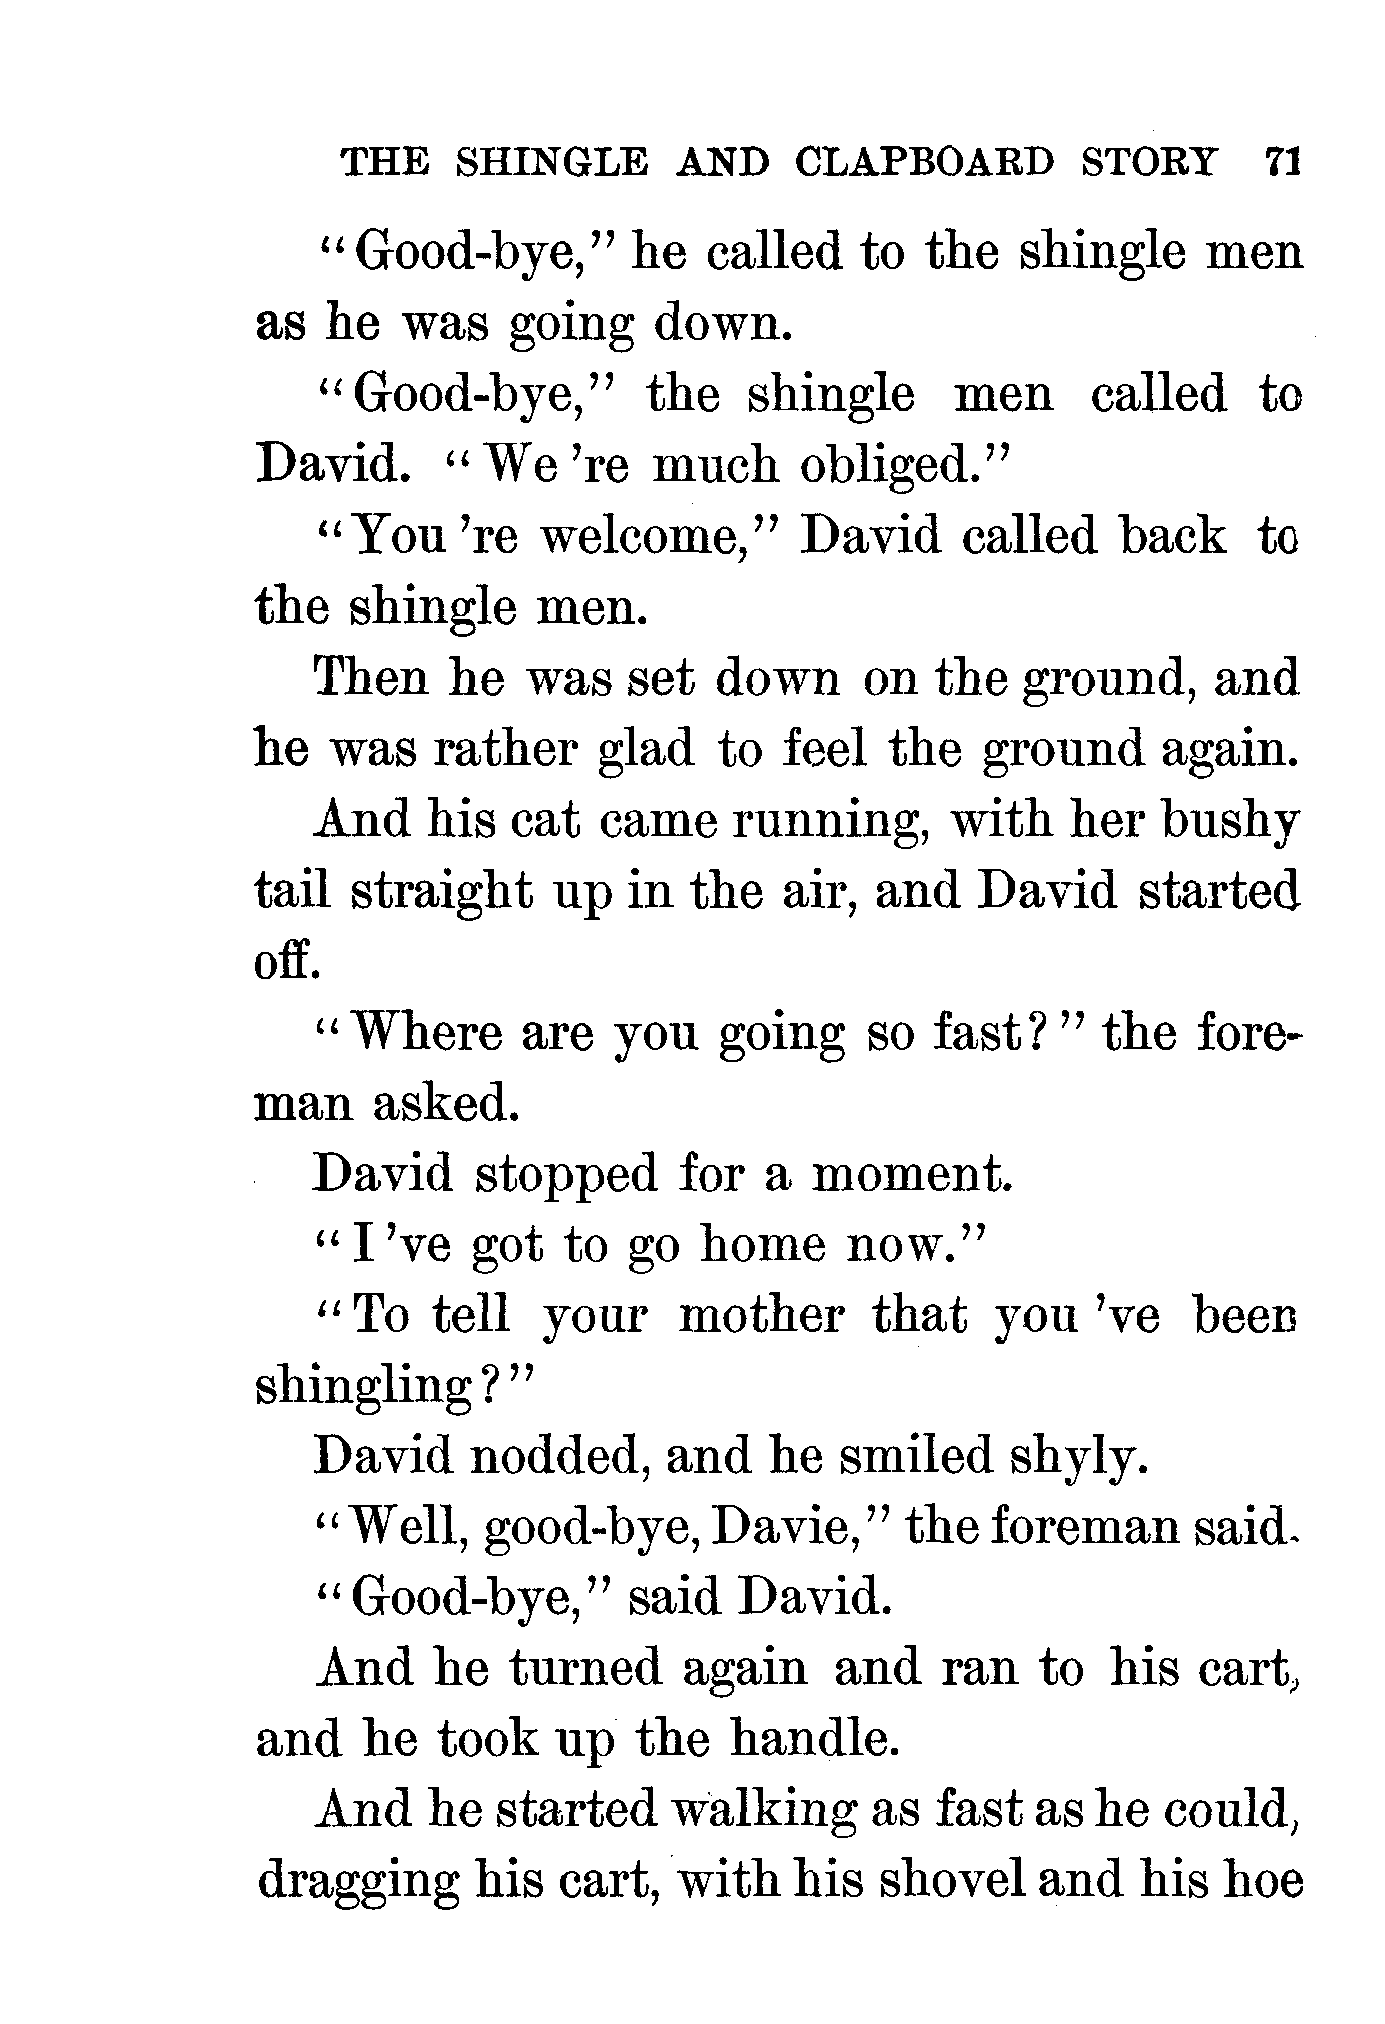 THE SHINGLE AND CLAPBOARD STORY 71
"Good-bye," he called to the shingle men
as he was going down.
"Good-bye," the shingle men called to
David. "We 're much obliged."
"You 're welcome," David called back to
the shingle men.
Then he was set down on the ground, and
he was rather glad to feel the ground again.
And his cat came running, with her bushy
tail straight up in the air, and David started
off.
"Where are you going so fast?" the fore-
man asked.
David stopped for a moment.
"I 've got to go home now."
"To tell your mother that you 've been
shingling?"
David nodded, and he smiled shyly.
"Well, good-bye, Davie," the foreman said.
"Good-bye," said David.
And he turned again and ran to his cart,
and he took up the handle.
And he started walking as fast as he could,
dragging his cart, with his shovel and his hoe